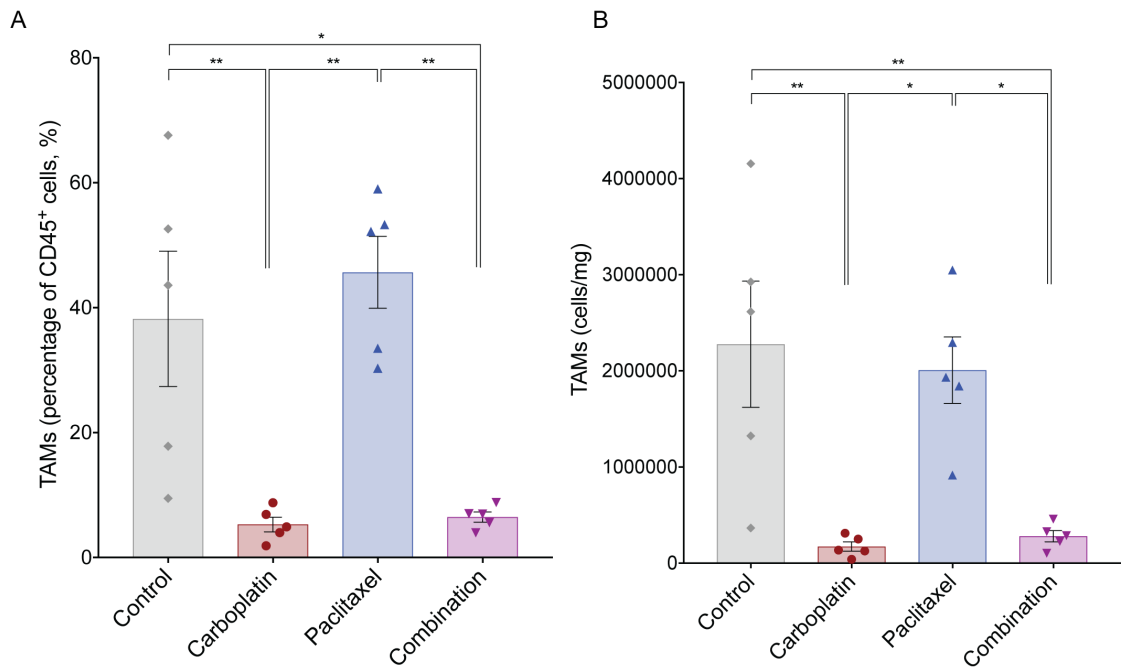 A
TAMs (percentage of CD45⁺ cells, %)
80
60
40
20
0
*
**
**
**
Control
Carboplatin
Paclitaxel
Combination
B
TAMs (cells/mg)
5000000
4000000
3000000
2000000
1000000
0
**
**
*
*
Control
Carboplatin
Paclitaxel
Combination